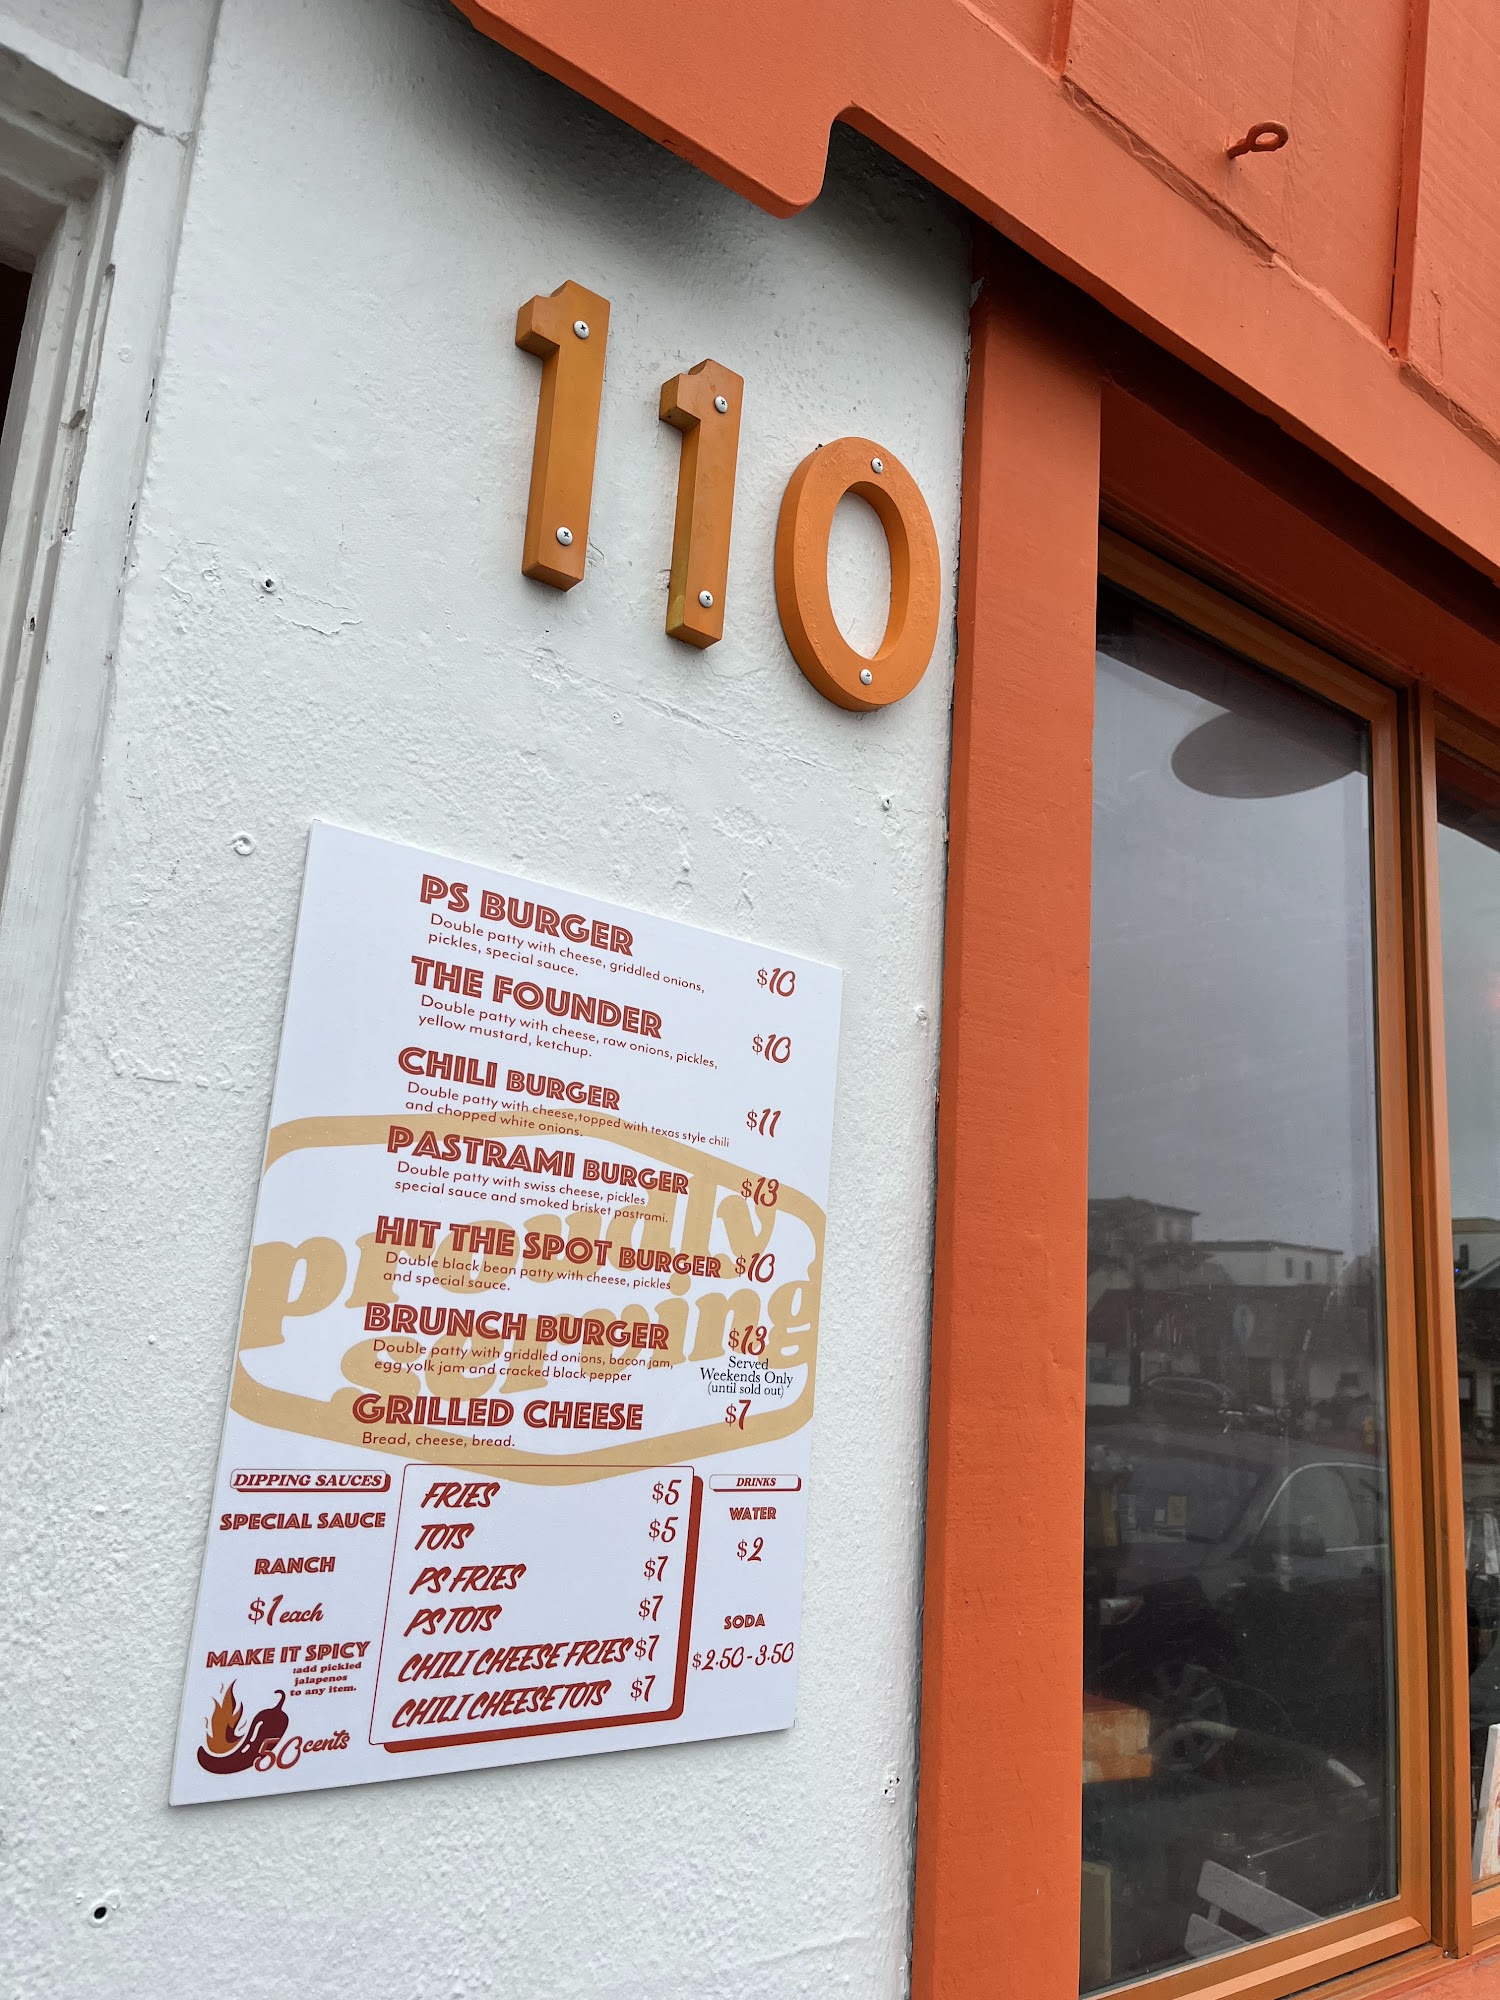 110
PS BURGER
Double patty with cheese, griddled onions,
pickles, special sauce.
$10
THE FOUNDER
Double patty with cheese, raw onions, pickles,
yellow mustard, ketchup.
$10
CHILI BURGER
Double patty with cheese,topped with texas style chili
and chopped white onions.
$11
PASTRAMI BURGER
Double patty with swiss cheese, pickles
special sauce and smoked brisket pastrami.
$13
HIT THE SPOT BURGER $10
Double black bean patty with cheese, pickles
and special sauce.
BRUNCH BURGER
Double patty with griddled onions, bacon jam,
egg yolk jam and cracked black pepper
$13
Served
Weekends Only
(until sold out)
GRILLED CHEESE $7
Bread, cheese, bread.
proudly
serving
DIPPING SAUCES
SPECIAL SAUCE
RANCH
$1 each
MAKE IT SPICY
:add pickled
jalapenos
to any item.
50 cents
FRIES $5
TOTS $5
PS FRIES $7
PS TOTS $7
CHILI CHEESE FRIES $7
CHILI CHEESE TOTS $7
DRINKS
WATER
$2
SODA
$2.50-3.50